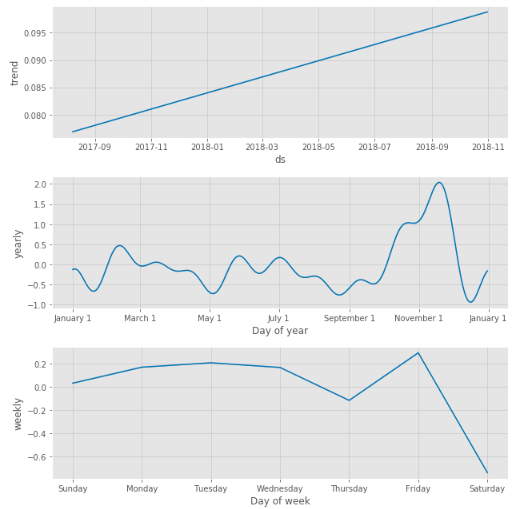 0.095
0.090
0.085
0.080
trend
2017-09 2017-11 2018-01 2018-03 2018-05 2018-07 2018-09 2018-11
ds
2.0
1.5
1.0
0.5
0.0
−0.5
−1.0
yearly
January 1 March 1 May 1 July 1 September 1 November 1 January 1
Day of year
0.2
0.0
−0.2
−0.4
−0.6
weekly
Sunday Monday Tuesday Wednesday Thursday Friday Saturday
Day of week